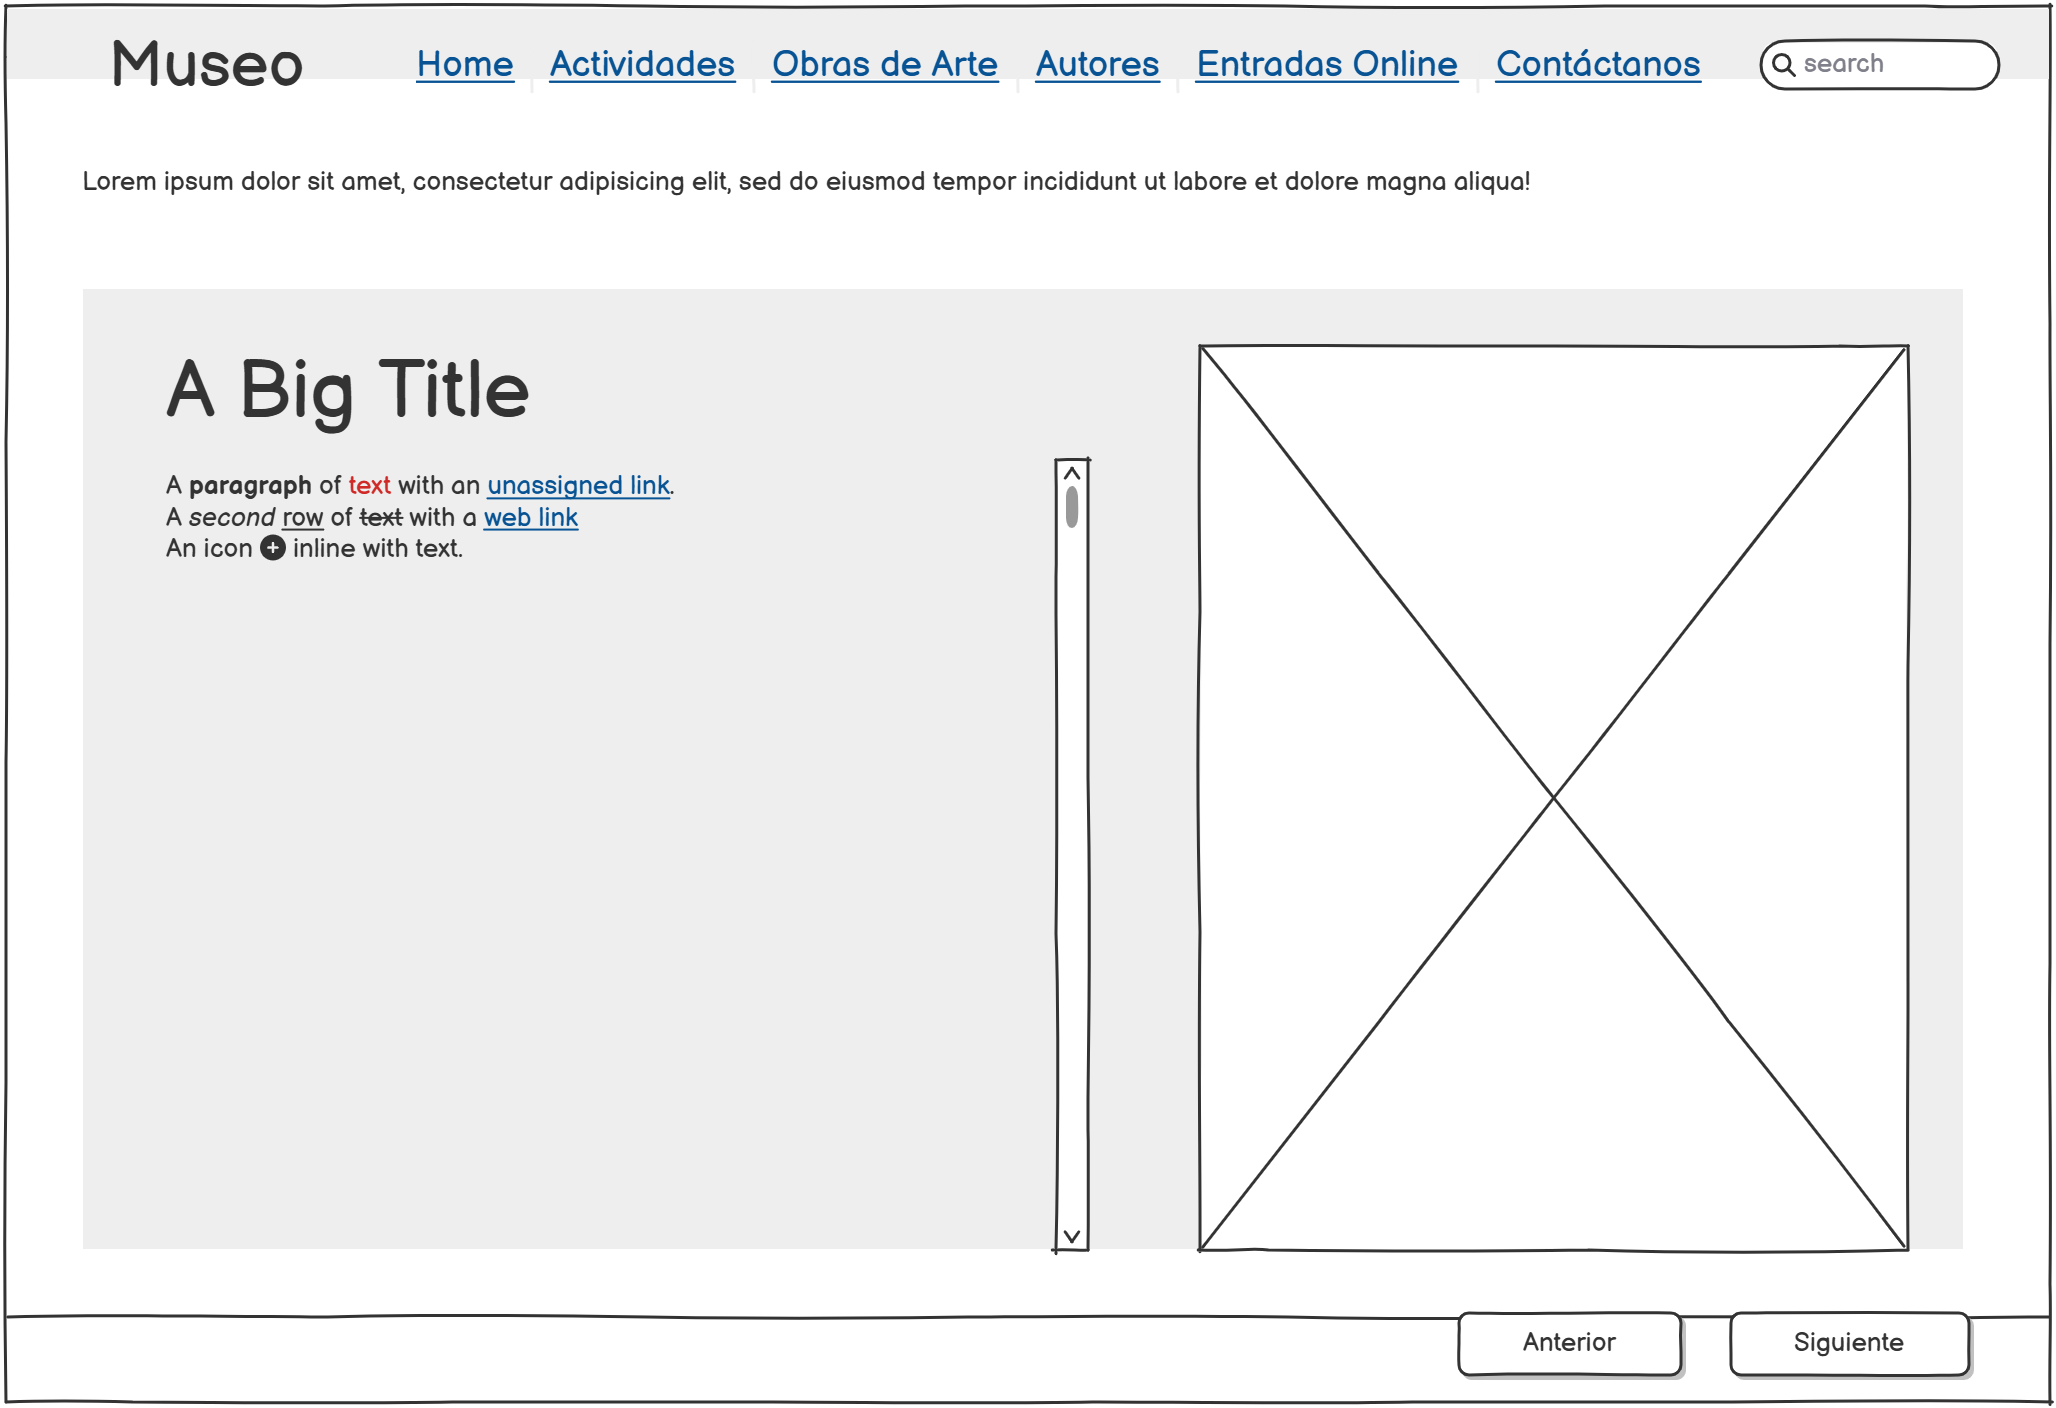 Museo
Home Actividades Obras de Arte Autores Entradas Online Contáctanos search
Lorem ipsum dolor sit amet, consectetur adipisicing elit, sed do eiusmod tempor incididunt ut labore et dolore magna aliqua!
A Big Title
A paragraph of text with an unassigned link.
A second row of text with a web link
An icon inline with text.
Anterior
Siguiente